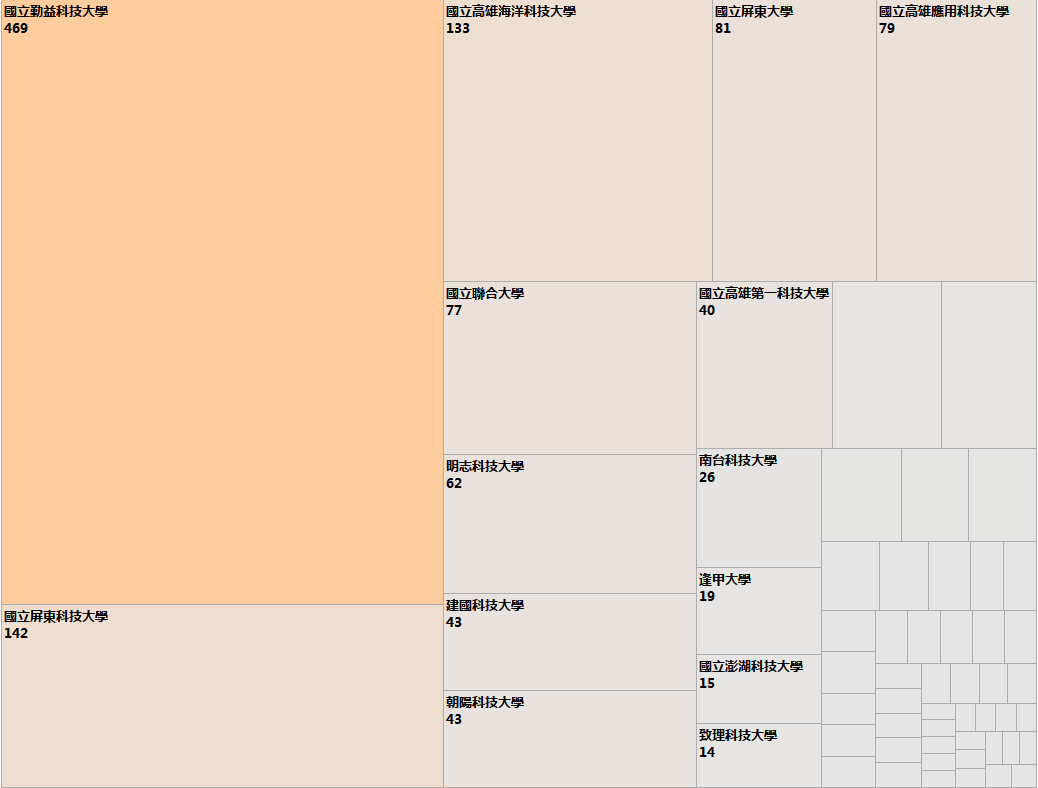 國立勤益科技大學
469
國立高雄海洋科技大學
133
國立屏東大學
81
國立高雄應用科技大學
79
國立聯合大學
77
國立高雄第一科技大學
40
明志科技大學
62
南台科技大學
26
逢甲大學
19
建國科技大學
43
國立屏東科技大學
142
國立澎湖科技大學
15
朝陽科技大學
43
致理科技大學
14